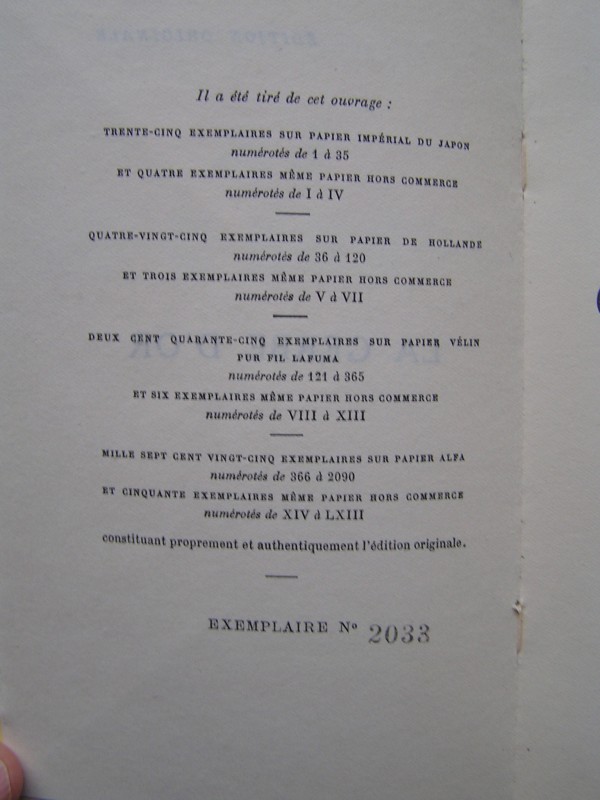 Il a été tiré de cet ouvrage :
TRENTE-CINQ EXEMPLAIRES SUR PAPIER IMPÉRIAL DU JAPON
numérotés de 1 à 35
ET QUATRE EXEMPLAIRES MÊME PAPIER HORS COMMERCE
numérotés de I à IV
QUATRE-VINGT-CINQ EXEMPLAIRES SUR PAPIER DE HOLLANDE
numérotés de 36 à 120
ET TROIS EXEMPLAIRES MÊME PAPIER HORS COMMERCE
numérotés de V à VII
DEUX CENT QUARANTE-CINQ EXEMPLAIRES SUR PAPIER VÉLIN
PUR FIL LAFUMA
numérotés de 121 à 365
ET SIX EXEMPLAIRES MÊME PAPIER HORS COMMERCE
numérotés de VIII à XIII
MILLE SEPT CENT VINGT-CINQ EXEMPLAIRES SUR PAPIER ALFA
numérotés de 366 à 2090
ET CINQUANTE EXEMPLAIRES MÊME PAPIER HORS COMMERCE
numérotés de XIV à LXIII
constituant proprement et authentiquement l'édition originale.
EXEMPLAIRE Nº 2033